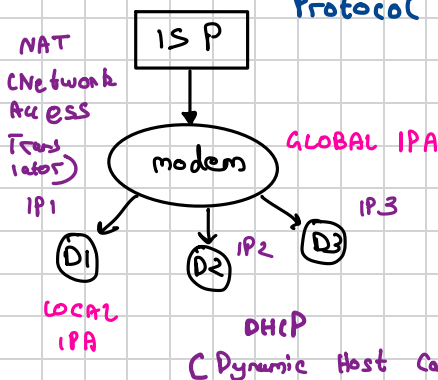 Protocol
ISP
NAT
(Network
Access
Trans
lator)
modem
GLOBAL IPA
IP1
IP2
IP3
D1
D2
D3
LOCAL
IPA
DHCP
(Dynamic Host Co